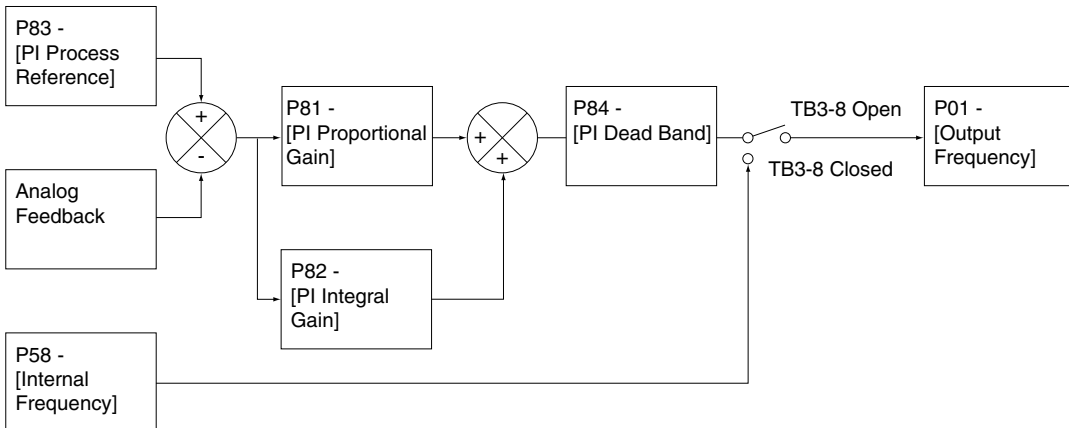 P83 -
[PI Process
Reference]
+
-
Analog
Feedback
P81 -
[PI Proportional
Gain]
P82 -
[PI Integral
Gain]
+
+
P84 -
[PI Dead Band]
TB3-8 Open
TB3-8 Closed
P01 -
[Output
Frequency]
P58 -
[Internal
Frequency]